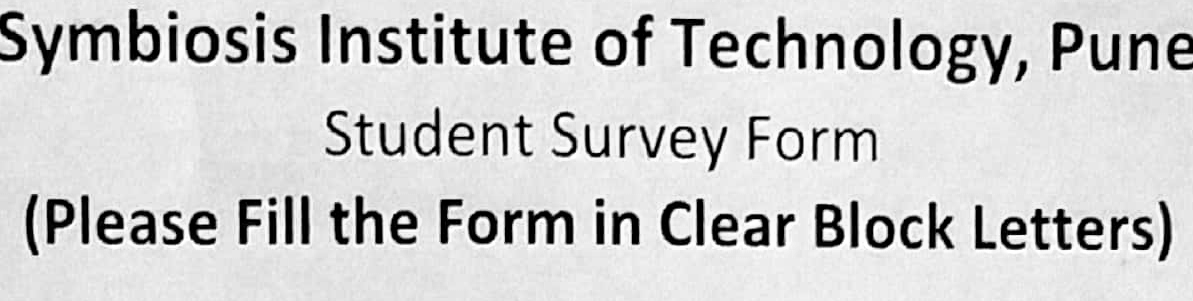 Symbiosis Institute of Technology, Pune
Student Survey Form
(Please Fill the Form in Clear Block Letters)